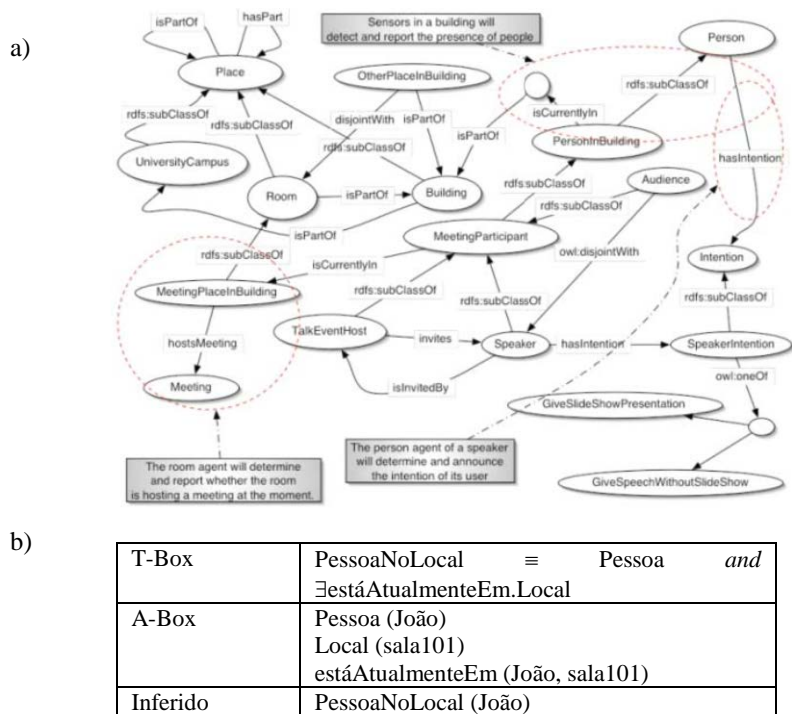 a)
isPartOf
hasPart
Sensors in a building will
detect and report the presence of people
Person
Place
OtherPlaceInBuilding
rdfs:subClassOf
rdfs:subClassOf
disjointWith
isPartOf
isCurrentlyIn
rdfs:subClassOf
isPartOf
PersonInBuilding
rdfs:subClassOf
UniversityCampus
hasIntention
Room
isPartOf
Building
rdfs:subClassOf
Audience
rdfs:subClassOf
isPartOf
MeetingParticipant
rdfs:subClassOf
owl:disjointWith
isCurrentlyIn
Intention
MeetingPlaceInBuilding
rdfs:subClassOf
rdfs:subClassOf
rdfs:subClassOf
hostsMeeting
TalkEventHost
invites
Speaker
hasIntention
SpeakerIntention
Meeting
isInvitedBy
owl:oneOf
GiveSlideShowPresentation
The room agent will determine
and report whether the room
is hosting a meeting at the moment.
The person agent of a speaker
will determine and announce
the intention of its user
GiveSpeechWithoutSlideShow
b)
T-Box
PessoaNoLocal ≡ Pessoa and
∃estáAtualmenteEm.Local
A-Box
Pessoa (João)
Local (sala101)
estáAtualmenteEm (João, sala101)
Inferido
PessoaNoLocal (João)